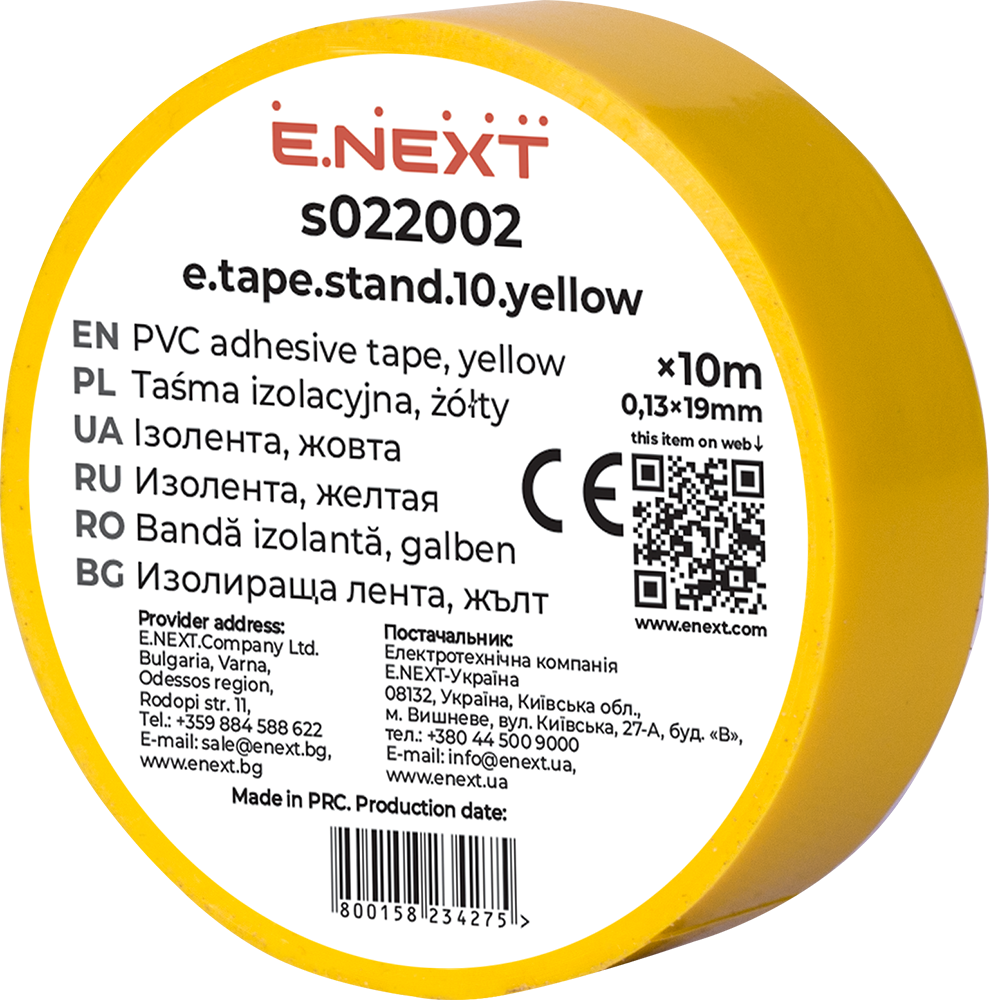 E.NEXT
s022002
e.tape.stand.10.yellow
EN PVC adhesive tape, yellow
PL Taśma izolacyjna, żółty
UA Ізолента, жовта
RU Изолента, желтая
RO Bandă izolantă, galben
BG Изолираща лента, жълт
×10m
0,13×19mm
this item on web↓
CE
www.enext.com
Provider address:
E.NEXT.Company Ltd.
Bulgaria, Varna,
Odessos region,
Rodopi str. 11,
Tel.: +359 884 588 622
E-mail: sale@enext.bg,
www.enext.bg
Постачальник:
Електротехнічна компанія
E.NEXT-Україна
08132, Україна, Київська обл.,
м. Вишневе, вул. Київська, 27-А, буд. «В»,
тел.: +380 44 500 9000
E-mail: info@enext.ua,
www.enext.ua
Made in PRC. Production date:
800158 234275 >